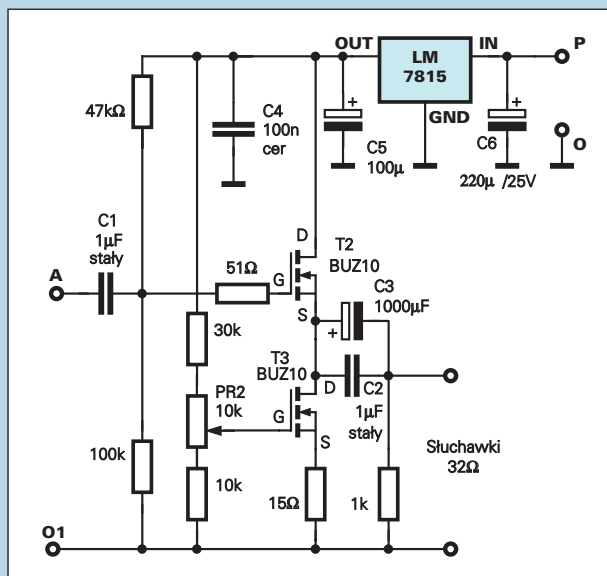 OUT
LM
7815
IN
P
GND
O
47kΩ
C4
100n
cer
+
C5
100µ
+
C6
220µ /25V
C1
1µF
stały
A
51Ω
D
G
S
T2
BUZ10
C3
1000µF
+
30k
T3
BUZ10
D
G
S
C2
1µF
stały
PR2
10k
100k
10k
15Ω
1k
Słuchawki
32Ω
O1